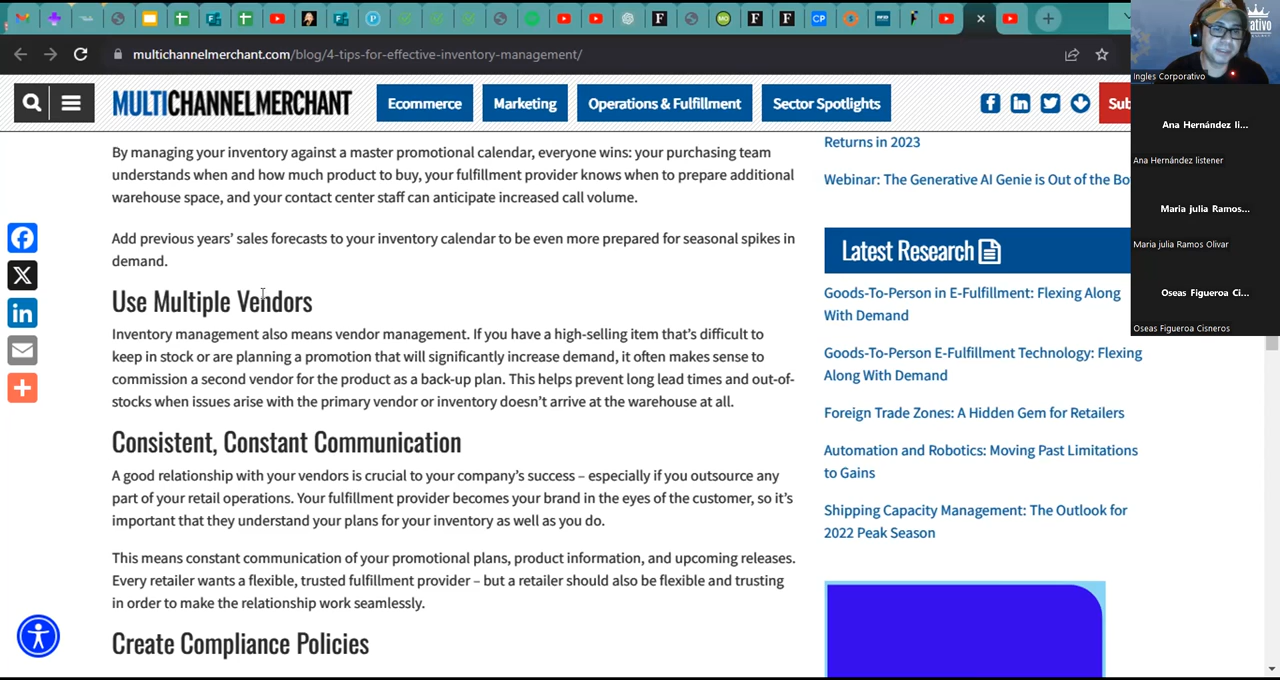 multichannelmerchant.com/blog/4-tips-for-effective-inventory-management/
MULTICHANNELMERCHANT
Ecommerce
Marketing
Operations & Fulfillment
Sector Spotlights
Sub
By managing your inventory against a master promotional calendar, everyone wins: your purchasing team
understands when and how much product to buy, your fulfillment provider knows when to prepare additional
warehouse space, and your contact center staff can anticipate increased call volume.
Add previous years’ sales forecasts to your inventory calendar to be even more prepared for seasonal spikes in
demand.
Use Multiple Vendors
Inventory management also means vendor management. If you have a high-selling item that’s difficult to
keep in stock or are planning a promotion that will significantly increase demand, it often makes sense to
commission a second vendor for the product as a back-up plan. This helps prevent long lead times and out-of-
stocks when issues arise with the primary vendor or inventory doesn’t arrive at the warehouse at all.
Consistent, Constant Communication
A good relationship with your vendors is crucial to your company’s success – especially if you outsource any
part of your retail operations. Your fulfillment provider becomes your brand in the eyes of the customer, so it’s
important that they understand your plans for your inventory as well as you do.
This means constant communication of your promotional plans, product information, and upcoming releases.
Every retailer wants a flexible, trusted fulfillment provider – but a retailer should also be flexible and trusting
in order to make the relationship work seamlessly.
Create Compliance Policies
Returns in 2023
Webinar: The Generative AI Genie is Out of the Bo
Latest Research
Goods-To-Person in E-Fulfillment: Flexing Along
With Demand
Goods-To-Person E-Fulfillment Technology: Flexing
Along With Demand
Foreign Trade Zones: A Hidden Gem for Retailers
Automation and Robotics: Moving Past Limitations
to Gains
Shipping Capacity Management: The Outlook for
2022 Peak Season
ativo
Ingles Corporativo
Ana Hernández li...
Ana Hernández listener
Maria julia Ramos...
Maria julia Ramos Olivar
Oseas Figueroa Ci...
Oseas Figueroa Cisneros